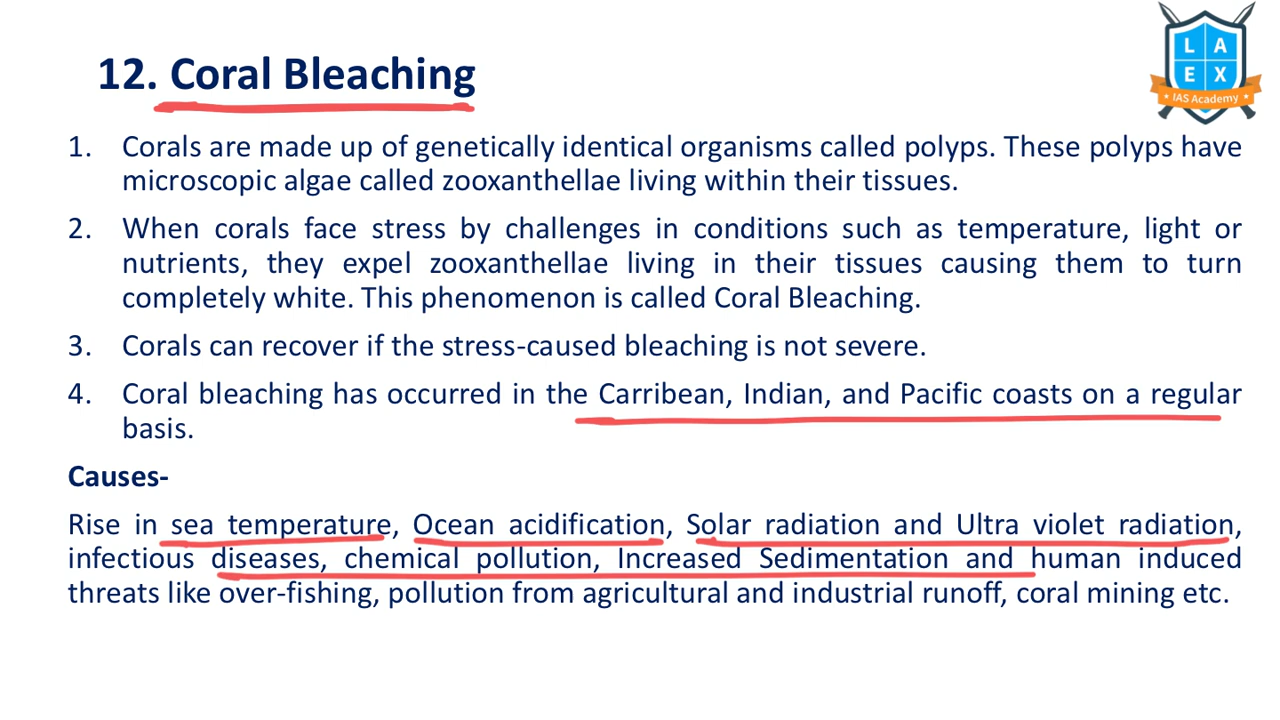 12. Coral Bleaching
L A
E X
IAS Academy
1. Corals are made up of genetically identical organisms called polyps. These polyps have
microscopic algae called zooxanthellae living within their tissues.
2. When corals face stress by challenges in conditions such as temperature, light or
nutrients, they expel zooxanthellae living in their tissues causing them to turn
completely white. This phenomenon is called Coral Bleaching.
3. Corals can recover if the stress-caused bleaching is not severe.
4. Coral bleaching has occurred in the Carribean, Indian, and Pacific coasts on a regular
basis.
Causes-
Rise in sea temperature, Ocean acidification, Solar radiation and Ultra violet radiation,
infectious diseases, chemical pollution, Increased Sedimentation and human induced
threats like over-fishing, pollution from agricultural and industrial runoff, coral mining etc.